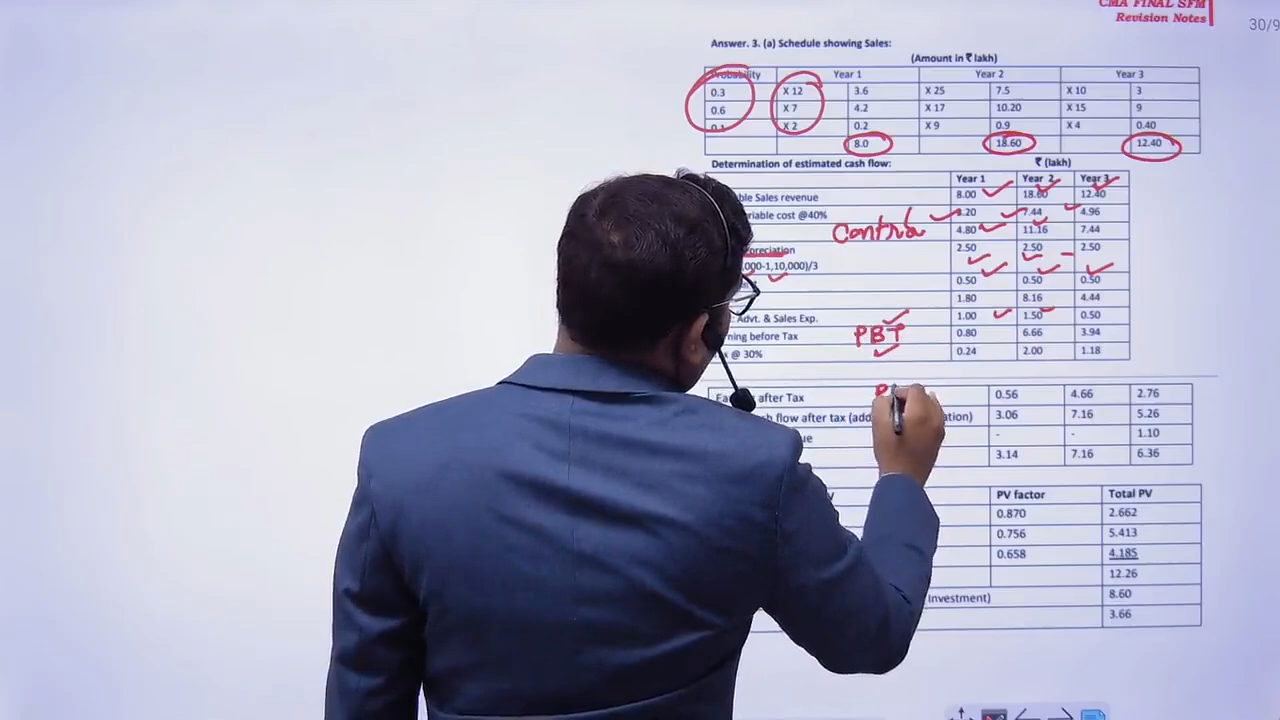 CMA FINAL SFM
Revision Notes
30/9
Answer. 3. (a) Schedule showing Sales:
(Amount in ₹ lakh)
Probability Year 1 Year 2 Year 3
0.3 X 12 3.6 X 25 7.5 X 10 3
0.6 X 7 4.2 X 17 10.20 X 15 9
0.1 X 2 0.2 X 9 0.9 X 4 0.40
8.0 18.60 12.40
Determination of estimated cash flow: ₹ (lakh)
Year 1 Year 2 Year 3
Sales revenue 8.00 18.60 12.40
variable cost @40% 3.20 7.44 4.96
Contrib 4.80 11.16 7.44
2.50 2.50 2.50
,000-1,10,000)/3
0.50 0.50 0.50
1.80 8.16 4.44
: Advt. & Sales Exp. 1.00 1.50 0.50
before Tax PBT 0.80 6.66 3.94
@ 30% 0.24 2.00 1.18
after Tax 0.56 4.66 2.76
flow after tax (add 3.06 7.16 5.26
- - 1.10
3.14 7.16 6.36
PV factor Total PV
0.870 2.662
0.756 5.413
0.658 4.185
12.26
Investment) 8.60
3.66